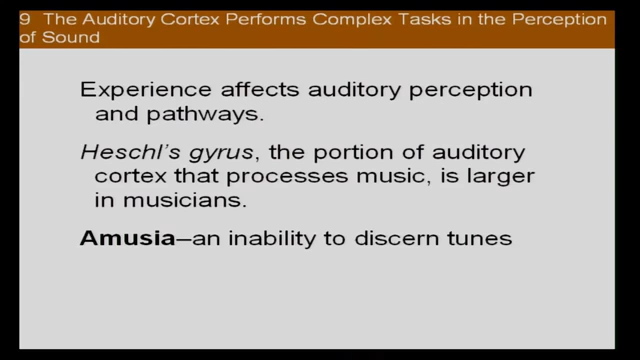 9 The Auditory Cortex Performs Complex Tasks in the Perception
of Sound
Experience affects auditory perception
and pathways.
Heschl's gyrus, the portion of auditory
cortex that processes music, is larger
in musicians.
Amusia—an inability to discern tunes